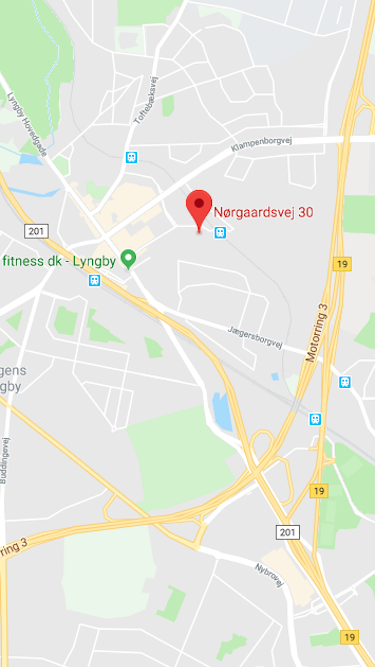 Lyngby Hovedgade
Toftebæksvej
Klampenborgvej
Nørgaardsvej 30
201
fitness dk - Lyngby
19
Motorring 3
Jægersborgvej
gens
gby
Buddingevej
19
201
ring 3
Nybrovej
19